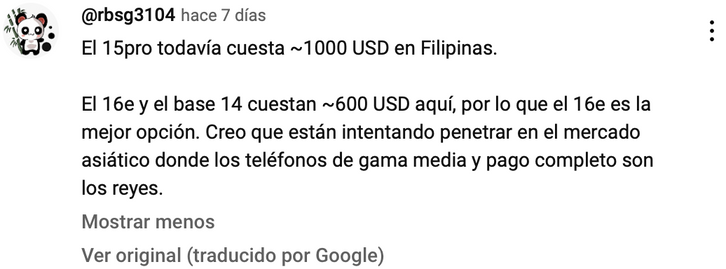 @rbsg3104 hace 7 días
El 15pro todavía cuesta ~1000 USD en Filipinas.
El 16e y el base 14 cuestan ~600 USD aquí, por lo que el 16e es la
mejor opción. Creo que están intentando penetrar en el mercado
asiático donde los teléfonos de gama media y pago completo son
los reyes.
Mostrar menos
Ver original (traducido por Google)